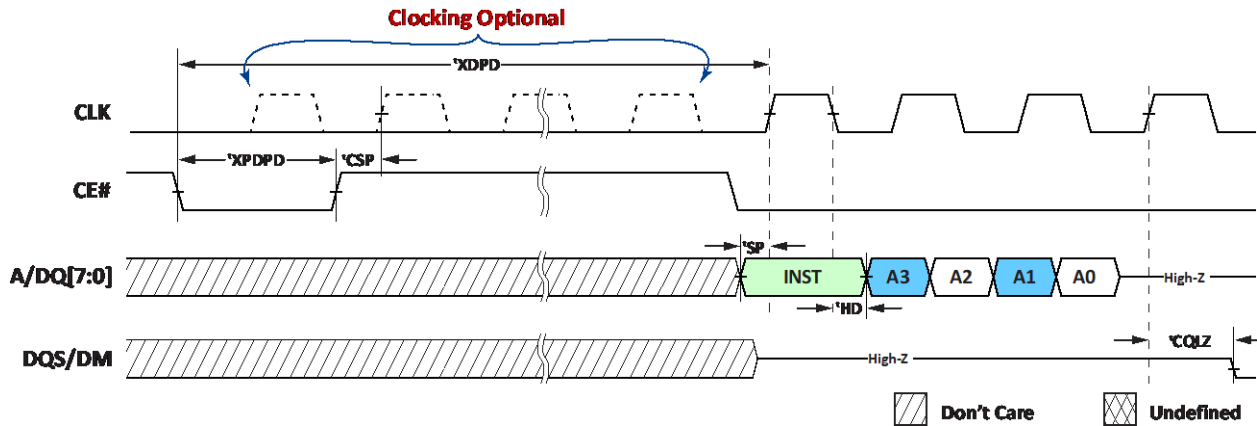 Clocking Optional
tXDPD
CLK
tXPDPD
tCSP
CE#
tSP
A/DQ[7:0]
INST A3 A2 A1 A0 High-Z
tHD
DQS/DM
High-Z
tCQLZ
Don't Care Undefined